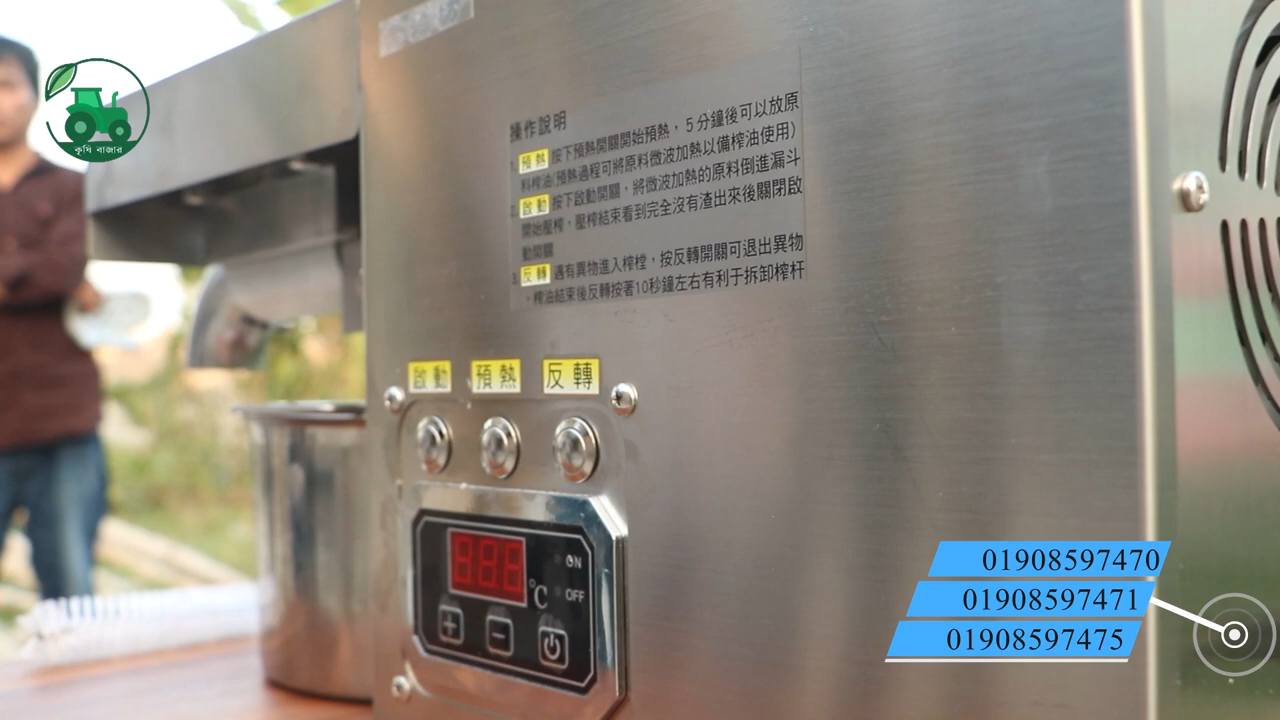 কৃষি বাজার
操作說明
1. 預熱 按下預熱開關開始預熱，5分鐘後可以放原
料榨油(預熱過程可將原料微波加熱以備榨油使用)
2. 啟動 按下啟動開關，將微波加熱的原料倒進漏斗
開始壓榨，壓榨結束看到完全沒有渣出來後關閉啟
動開關
3. 反轉 遇有異物進入榨樘，按反轉開關可退出異物
，榨油結束後反轉按著10秒鐘左右有利于拆卸榨杆
啟動 預熱 反轉
888 °C
ON
OFF
+ −
01908597470
01908597471
01908597475